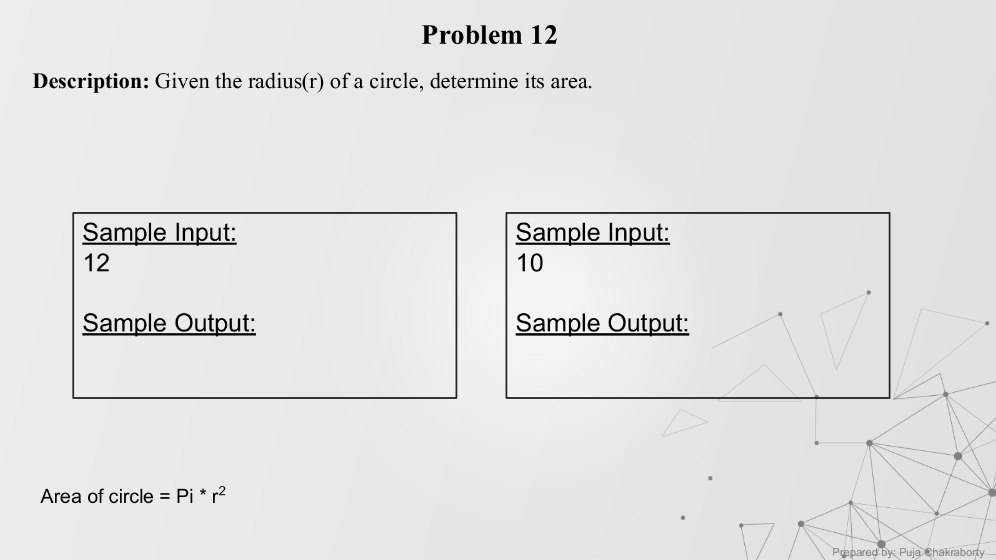 Problem 12
Description: Given the radius(r) of a circle, determine its area.
Sample Input:
12
Sample Output:
Sample Input:
10
Sample Output:
Area of circle = Pi * r²
Prepared by: Puja Chakraborty